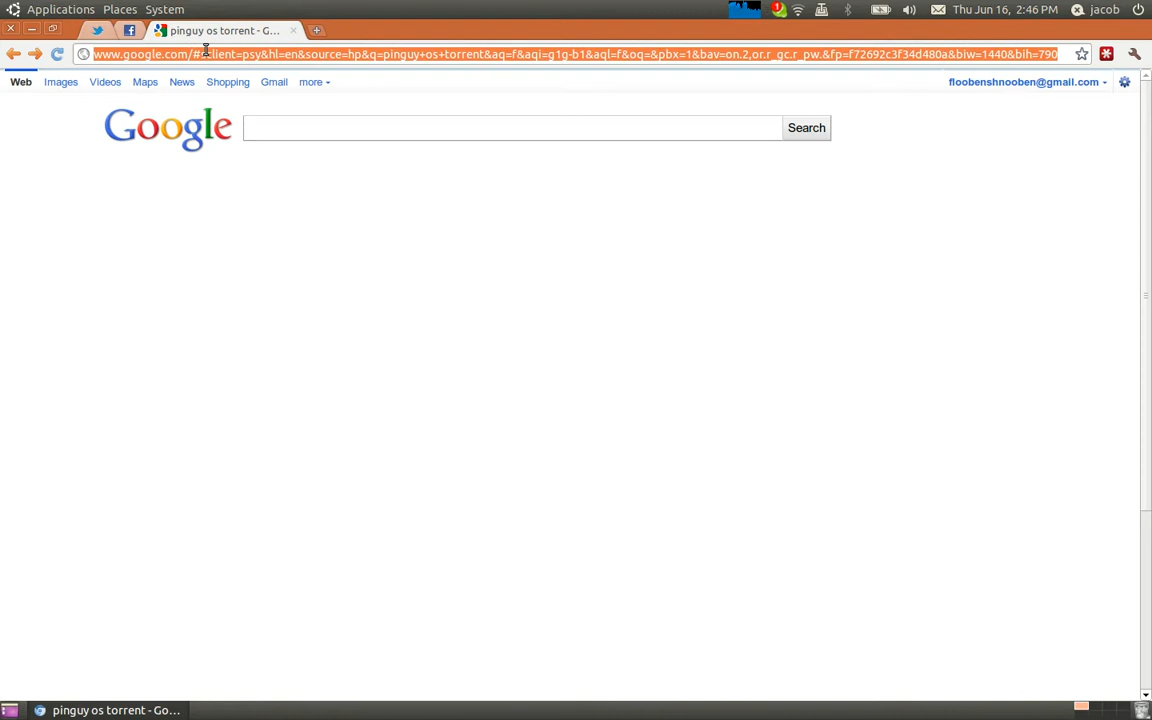 Applications Places System 1 Thu Jun 16, 2:46 PM jacob
pinguy os torrent - G...
www.google.com/#sclient=psy&hl=en&source=hp&q=pinguy+os+torrent&aq=f&aqi=g1g-b1&aql=f&oq=&pbx=1&bav=on.2,or.r_gc.r_pw.&fp=f72692c3f34d480a&biw=1440&bih=790
Web Images Videos Maps News Shopping Gmail more floobenshnooben@gmail.com
Google Search
pinguy os torrent - Go...